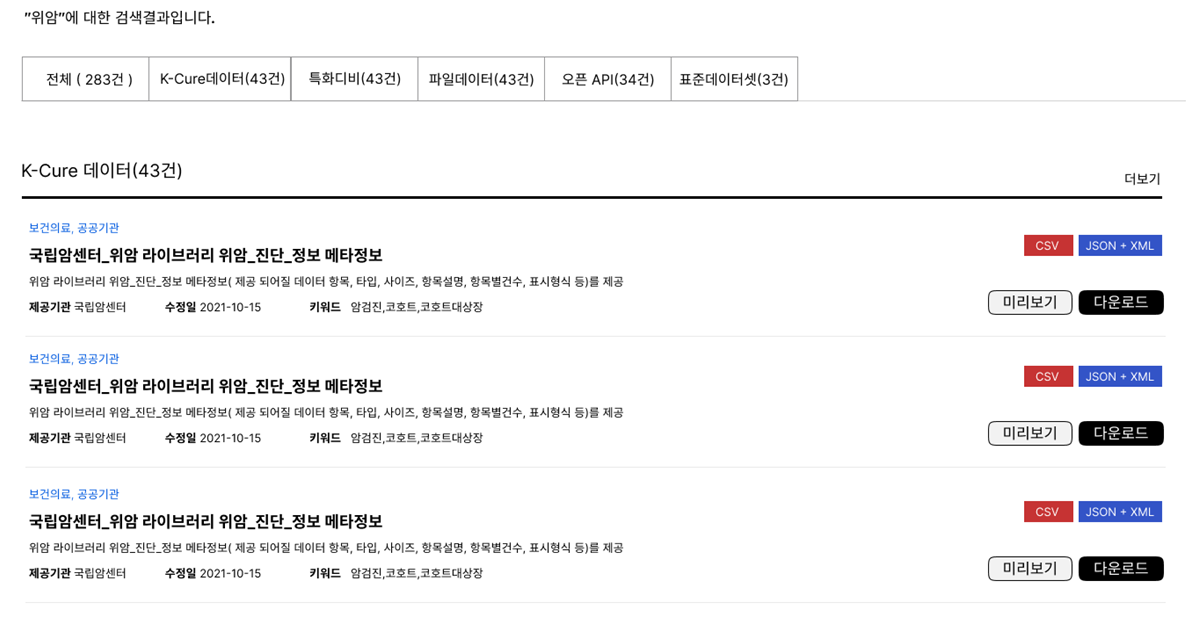 "위암"에 대한 검색결과입니다.
전체 ( 283건 ) K-Cure데이터(43건) 특화디비(43건) 파일데이터(43건) 오픈 API(34건) 표준데이터셋(3건)
K-Cure 데이터(43건) 더보기
보건의료, 공공기관
국립암센터_위암 라이브러리 위암_진단_정보 메타정보 CSV JSON + XML
위암 라이브러리 위암_진단_정보 메타정보( 제공 되어질 데이터 항목, 타입, 사이즈, 항목설명, 항목별건수, 표시형식 등)를 제공
제공기관 국립암센터 수정일 2021-10-15 키워드 암검진,코호트,코호트대상장 미리보기 다운로드
보건의료, 공공기관
국립암센터_위암 라이브러리 위암_진단_정보 메타정보 CSV JSON + XML
위암 라이브러리 위암_진단_정보 메타정보( 제공 되어질 데이터 항목, 타입, 사이즈, 항목설명, 항목별건수, 표시형식 등)를 제공
제공기관 국립암센터 수정일 2021-10-15 키워드 암검진,코호트,코호트대상장 미리보기 다운로드
보건의료, 공공기관
국립암센터_위암 라이브러리 위암_진단_정보 메타정보 CSV JSON + XML
위암 라이브러리 위암_진단_정보 메타정보( 제공 되어질 데이터 항목, 타입, 사이즈, 항목설명, 항목별건수, 표시형식 등)를 제공
제공기관 국립암센터 수정일 2021-10-15 키워드 암검진,코호트,코호트대상장 미리보기 다운로드